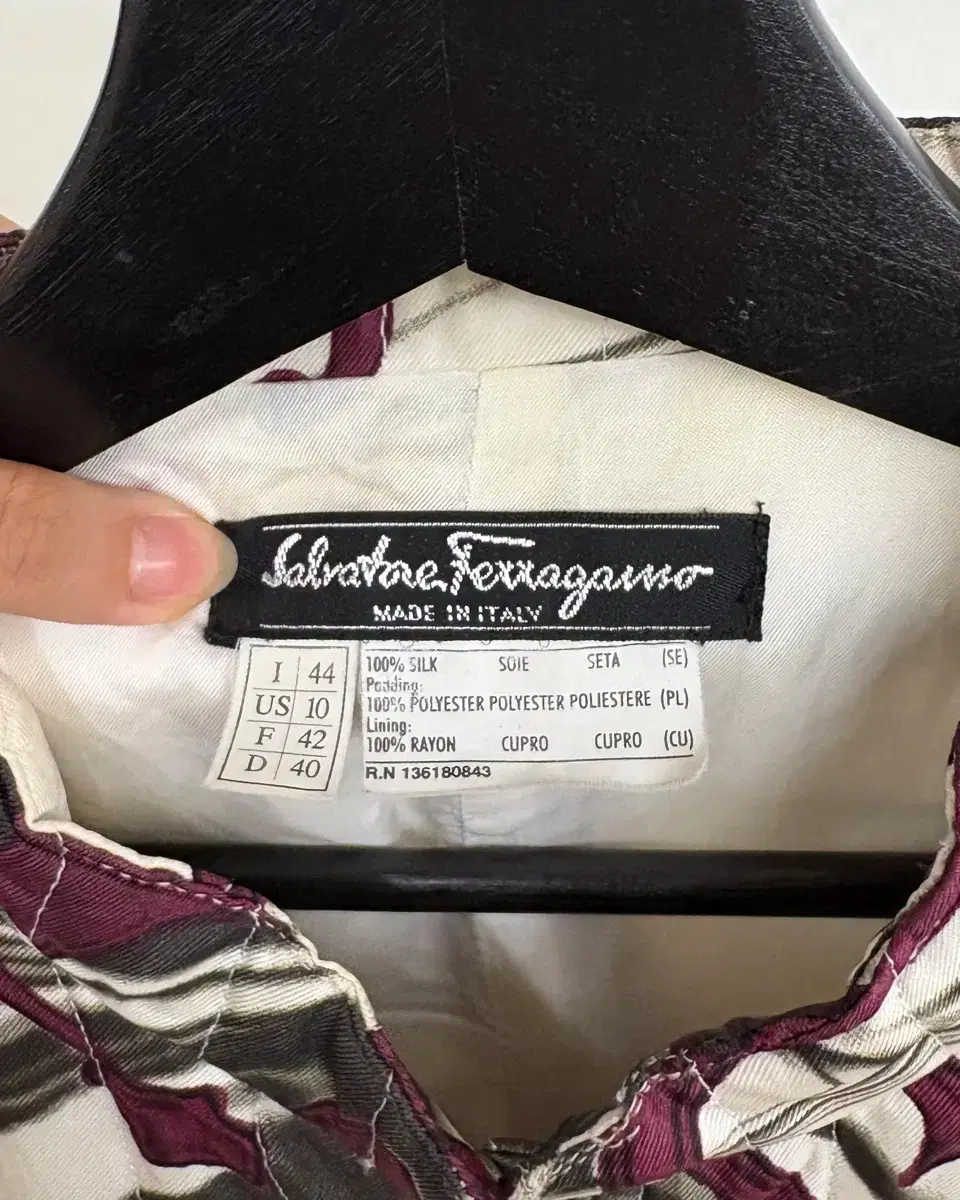 Salvatore Ferragamo
MADE IN ITALY
I 44
US 10
F 42
D 40
100% SILK SOIE SETA (SE)
Padding:
100% POLYESTER POLYESTER POLIESTERE (PL)
Lining:
100% RAYON CUPRO CUPRO (CU)
R.N 136180843